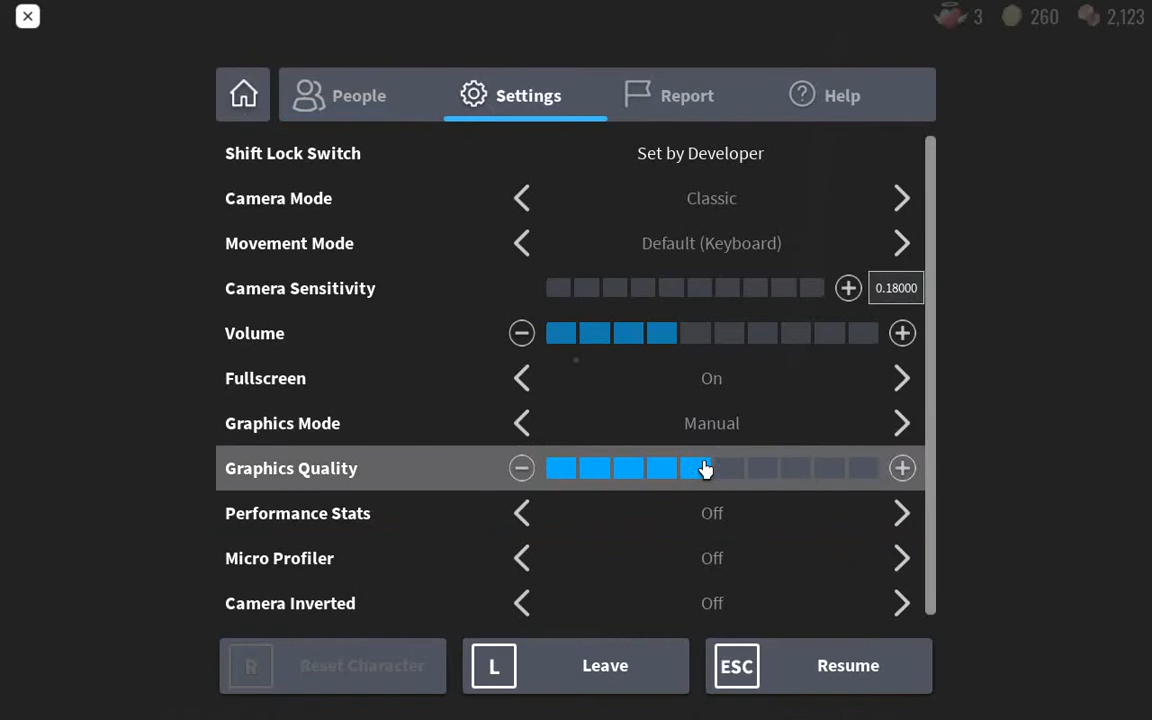 3 260 2,123
People Settings Report Help
Shift Lock Switch Set by Developer
Camera Mode Classic
Movement Mode Default (Keyboard)
Camera Sensitivity 0.18000
Volume
Fullscreen On
Graphics Mode Manual
Graphics Quality
Performance Stats Off
Micro Profiler Off
Camera Inverted Off
R Reset Character L Leave ESC Resume